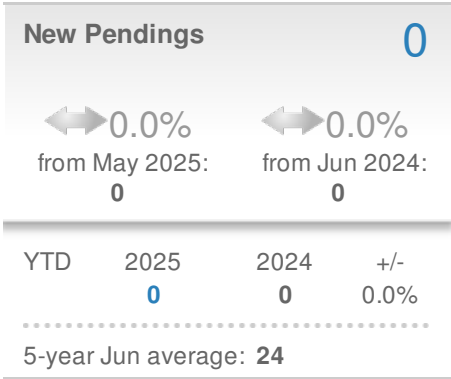 New Pendings 0
0.0% 0.0%
from May 2025: from Jun 2024:
0 0
YTD 2025 2024 +/-
0 0 0.0%
5-year Jun average: 24